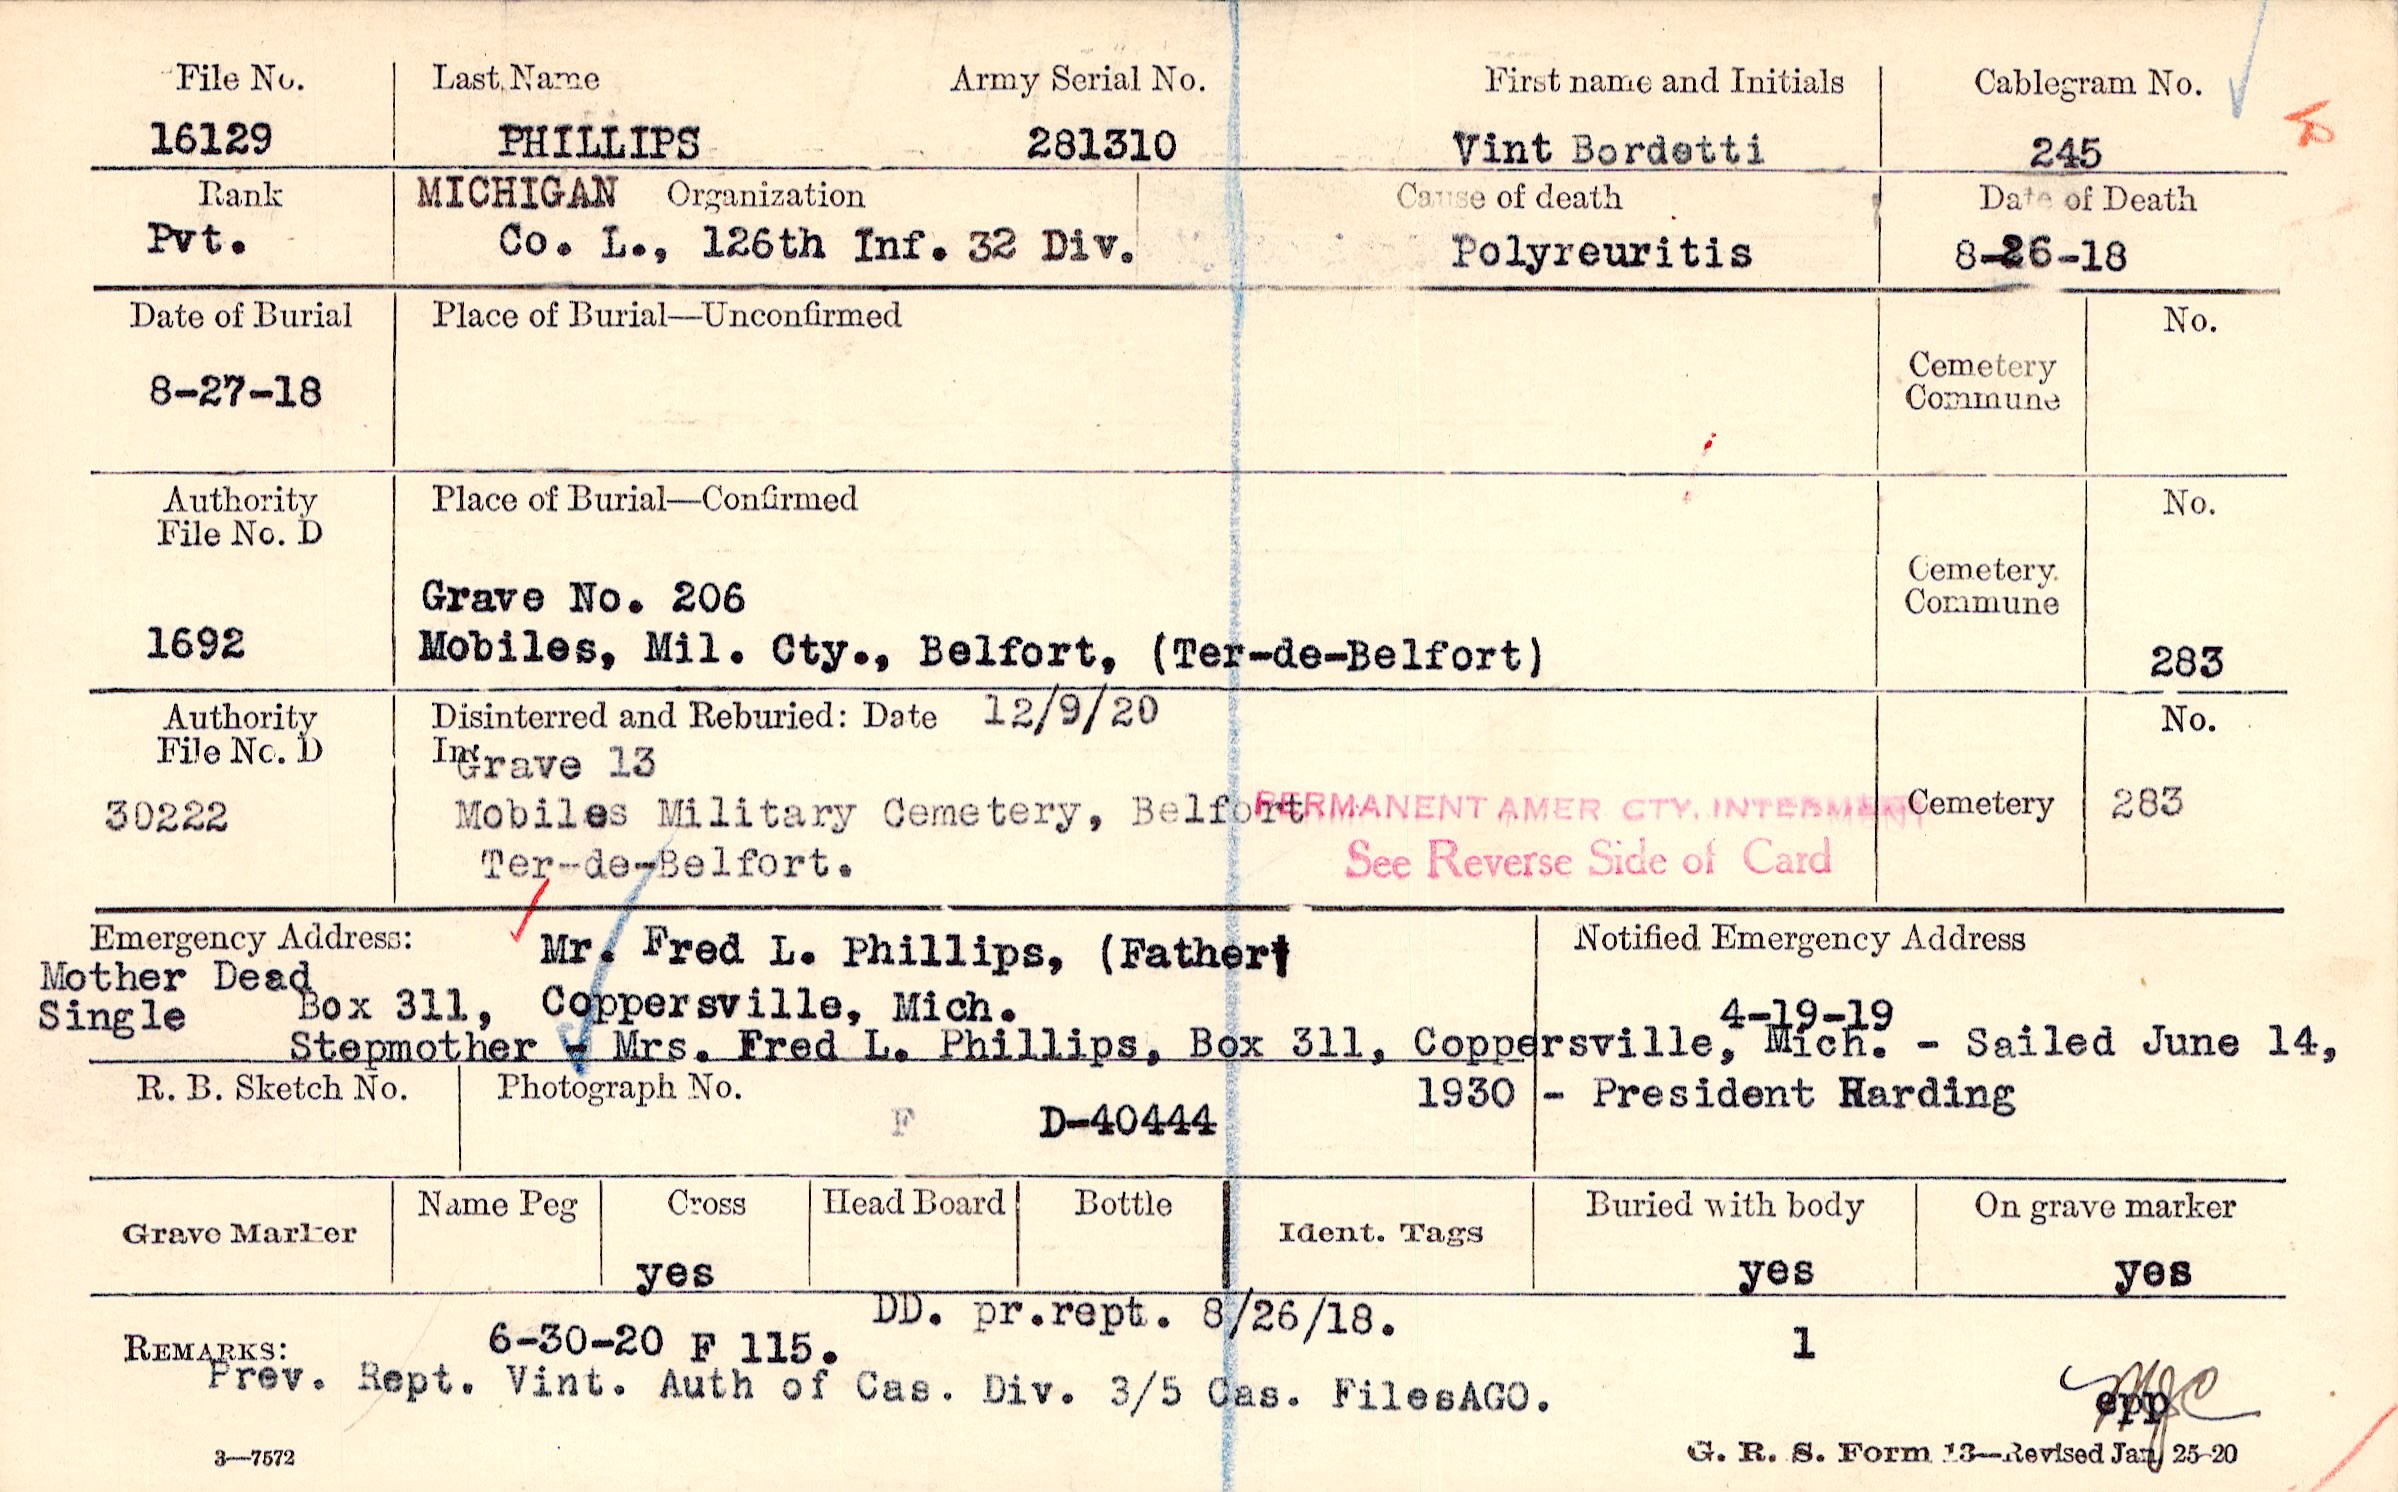 File No. Last Name Army Serial No. First name and Initials Cablegram No.
16129 PHILLIPS 281310 Vint Bordetti 245
Rank MICHIGAN Organization Cause of death Date of Death
Pvt. Co. L., 126th Inf. 32 Div. Polyreuritis 8-26-18
Date of Burial Place of Burial—Unconfirmed No.
8-27-18 Cemetery
Commune
Authority Place of Burial—Confirmed No.
File No. D
Grave No. 206 Cemetery
Commune
1692 Mobiles, Mil. Cty., Belfort, (Ter-de-Belfort) 283
Authority Disinterred and Reburied: Date 12/9/20 No.
File No. D In: Grave 13
30222 Mobiles Military Cemetery, Belfort PERMANENT AMER CTY. INTERMENT Cemetery 283
Ter-de-Belfort. See Reverse Side of Card
Emergency Address: Mr. Fred L. Phillips, (Father) Notified Emergency Address
Mother Dead
Single Box 311, Coppersville, Mich. 4-19-19
Stepmother - Mrs. Fred L. Phillips, Box 311, Coppersville, Mich. - Sailed June 14,
R. B. Sketch No. Photograph No. 1930 - President Harding
F D-40444
Grave Marker Name Peg Cross Head Board Bottle Ident. Tags Buried with body On grave marker
yes yes yes
DD. pr.rept. 8/26/18.
REMARKS: 6-30-20 F 115. 1
Prev. Rept. Vint. Auth of Cas. Div. 3/5 Cas. FilesAGO.
epp
3—7572 G. R. S. Form 13—Revised Jan. 25-20